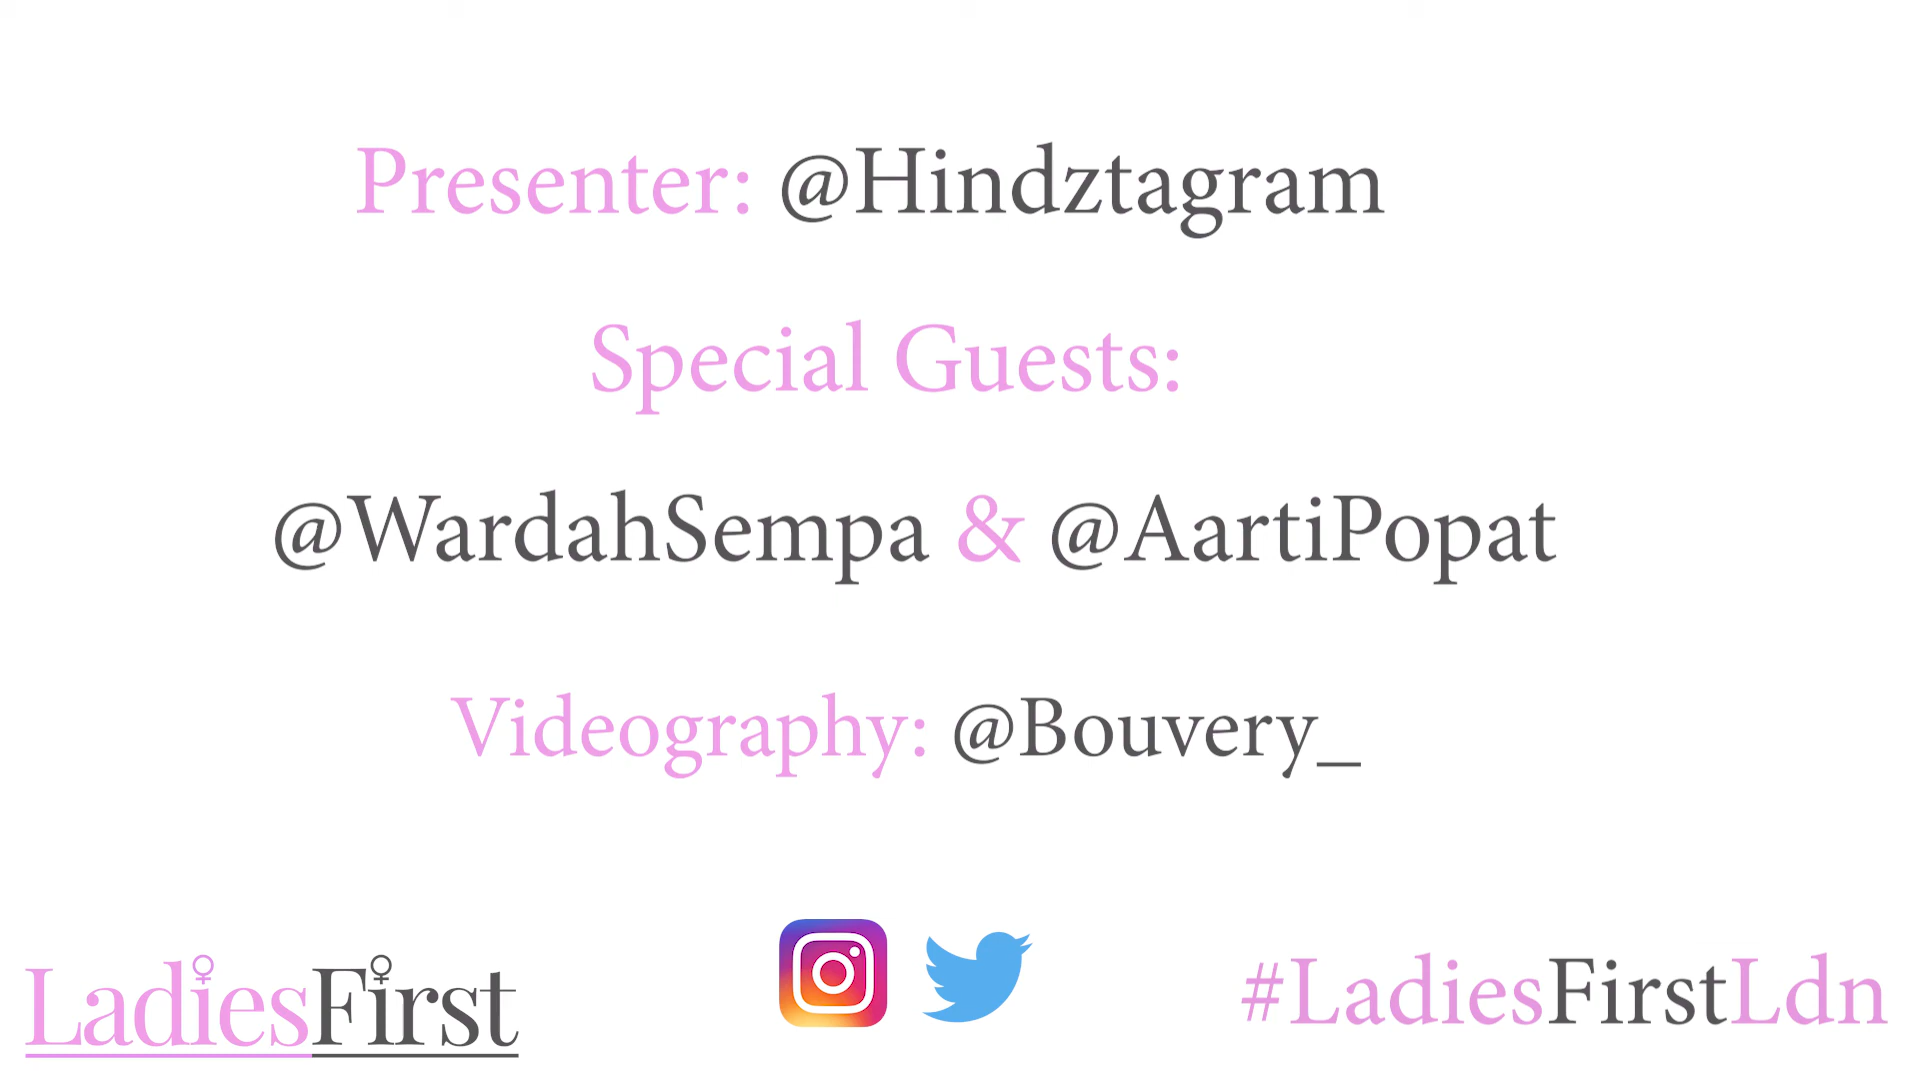 Presenter: @Hindztagram
Special Guests:
@WardahSempa & @AartiPopat
Videography: @Bouvery_
LadiesFirst
#LadiesFirstLdn